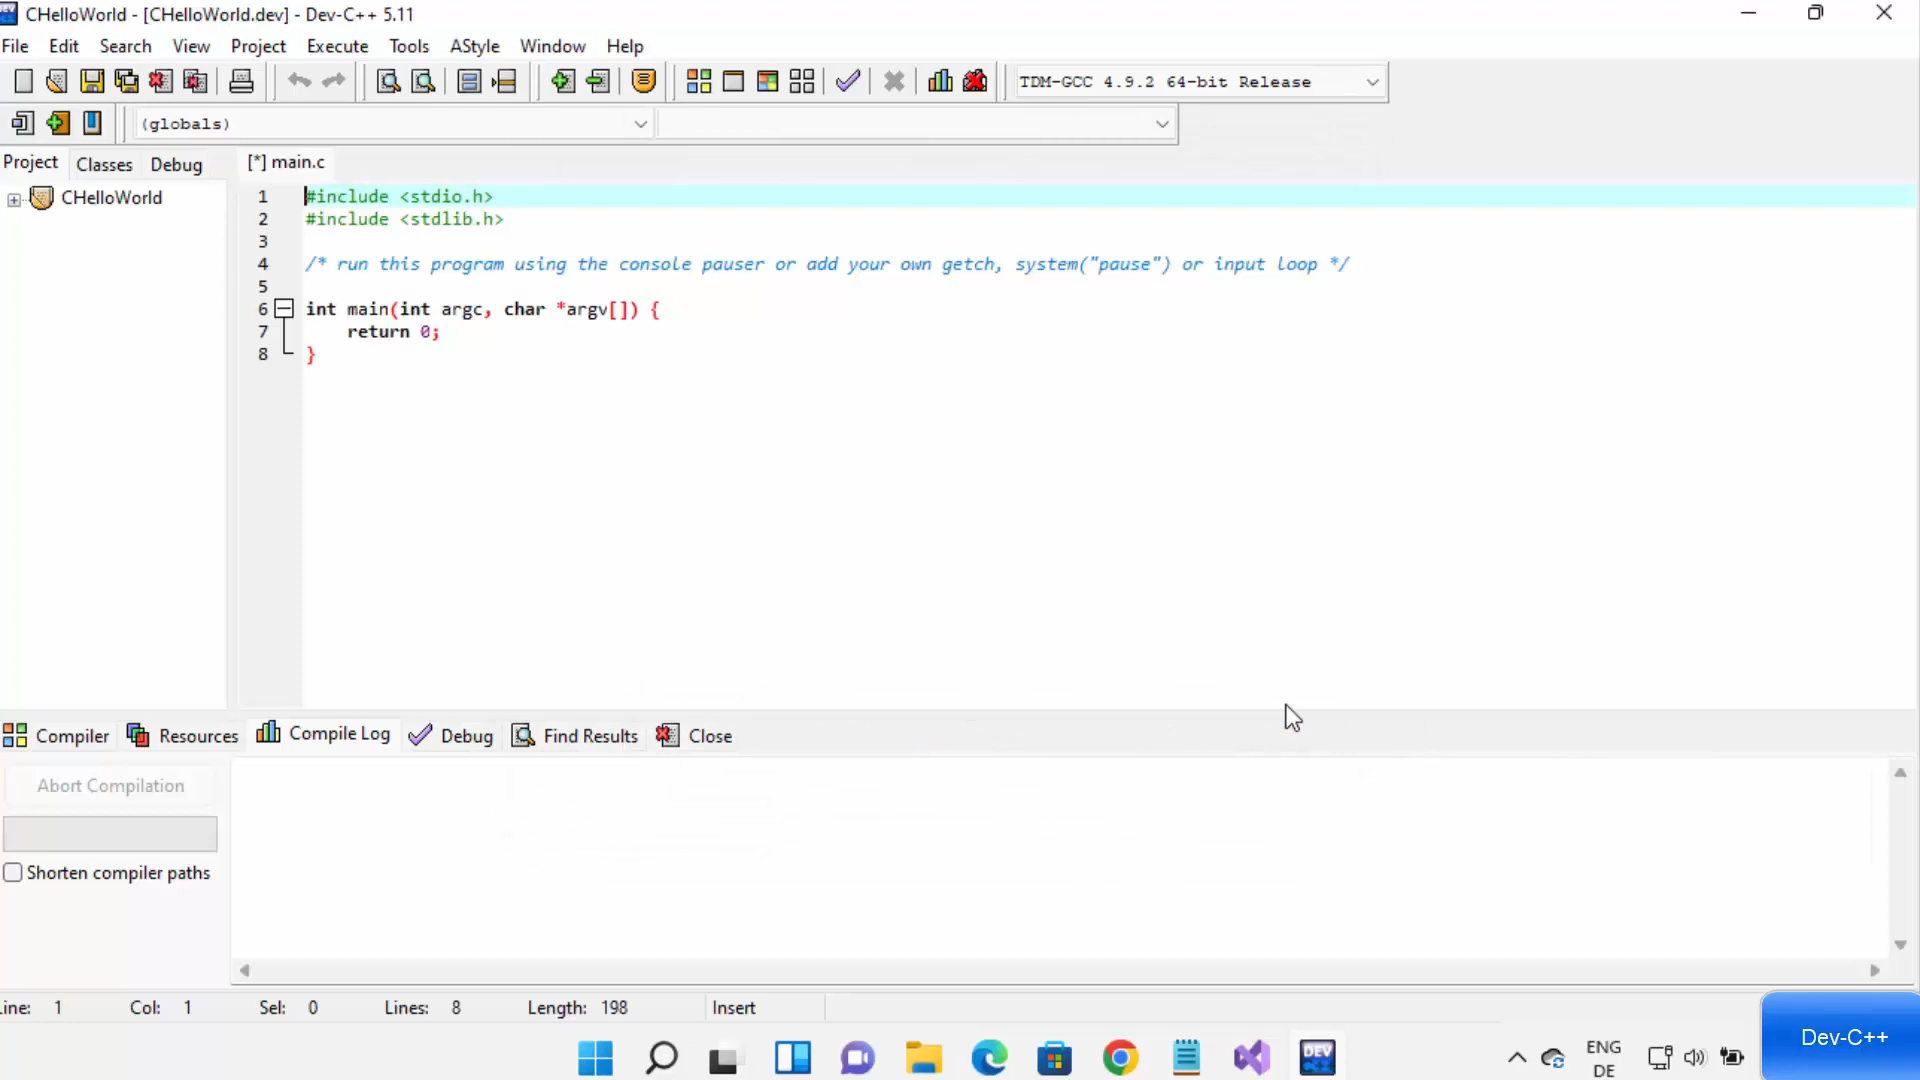 CHelloWorld - [CHelloWorld.dev] - Dev-C++ 5.11
File Edit Search View Project Execute Tools AStyle Window Help
TDM-GCC 4.9.2 64-bit Release
(globals)
Project Classes Debug [*] main.c
CHelloWorld
1 #include <stdio.h>
2 #include <stdlib.h>
3
4 /* run this program using the console pauser or add your own getch, system("pause") or input loop */
5
6 int main(int argc, char *argv[]) {
7 return 0;
8 }
Compiler Resources Compile Log Debug Find Results Close
Abort Compilation
Shorten compiler paths
ine: 1 Col: 1 Sel: 0 Lines: 8 Length: 198 Insert
DEV
ENG
DE
Dev-C++